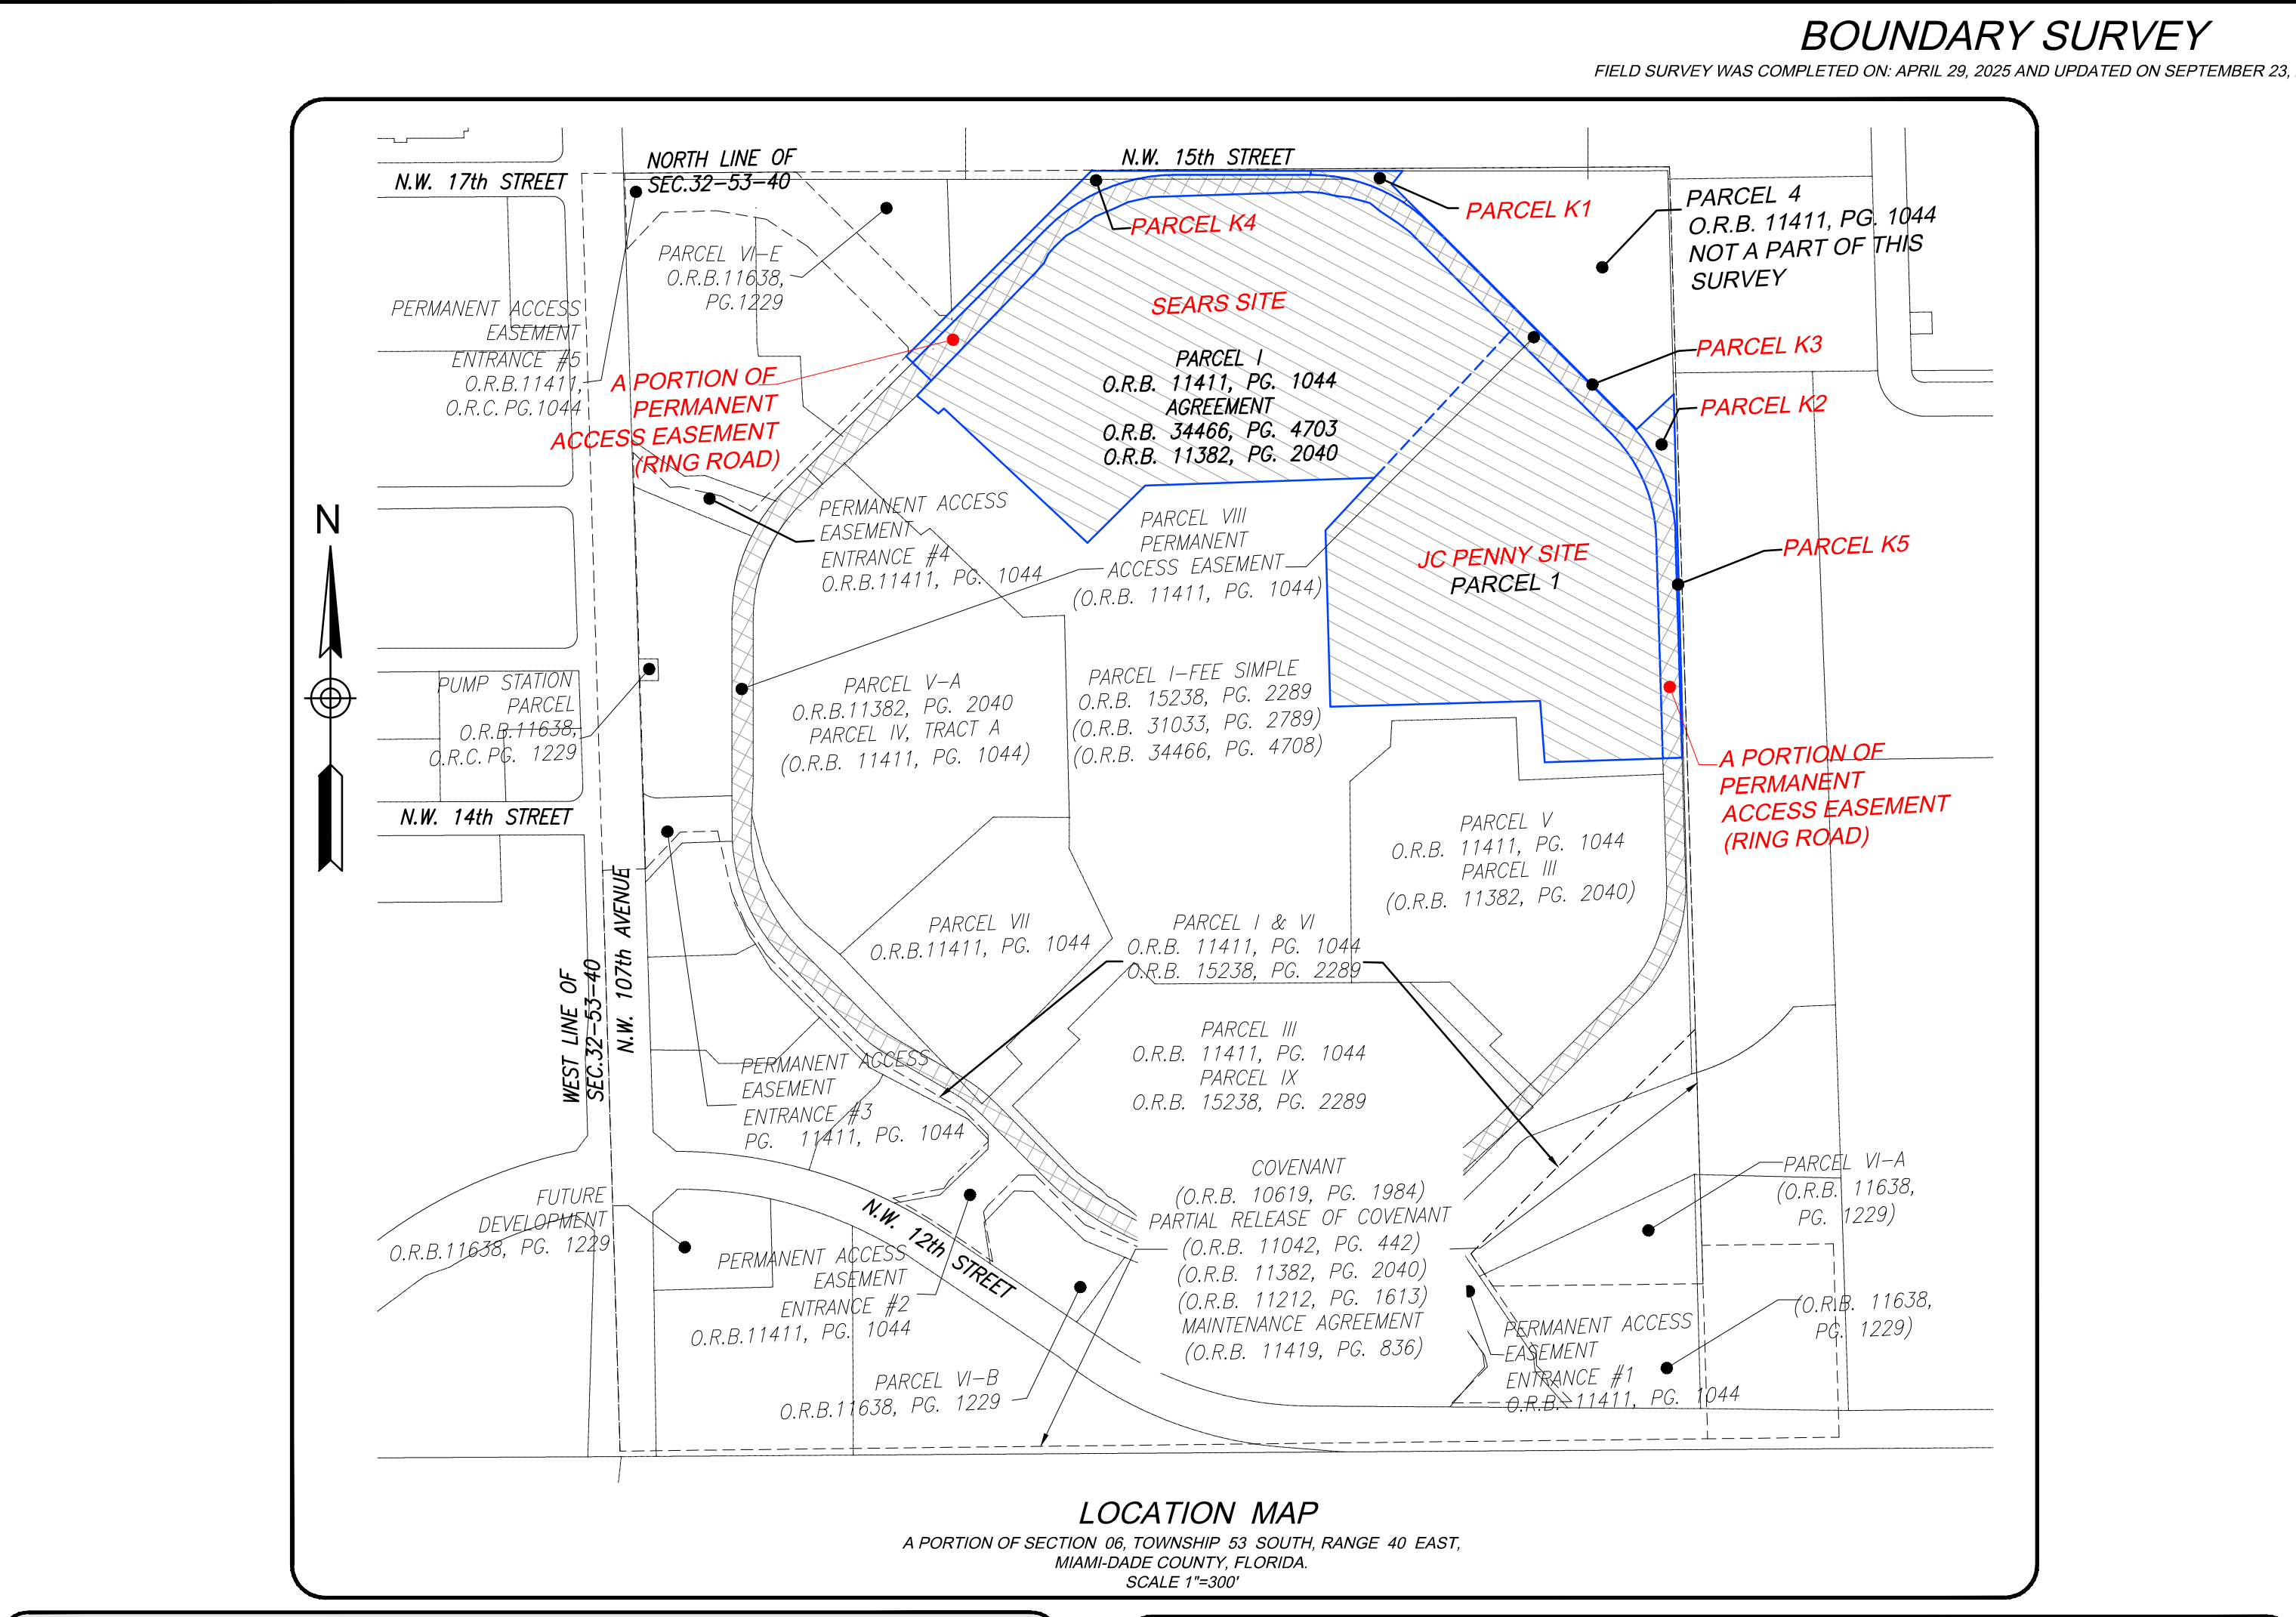 BOUNDARY SURVEY
FIELD SURVEY WAS COMPLETED ON: APRIL 29, 2025 AND UPDATED ON SEPTEMBER 23,
NORTH LINE OF
SEC.32-53-40
N.W. 15th STREET
N.W. 17th STREET
PARCEL K4
PARCEL K1
PARCEL 4
O.R.B. 11411, PG. 1044
NOT A PART OF THIS
SURVEY
PARCEL VI-E
O.R.B.11638,
PG.1229
PERMANENT ACCESS
EASEMENT
ENTRANCE #5
O.R.B.11411,
O.R.C. PG.1044
SEARS SITE
PARCEL I
O.R.B. 11411, PG. 1044
AGREEMENT
O.R.B. 34466, PG. 4703
O.R.B. 11382, PG. 2040
PARCEL K3
PARCEL K2
A PORTION OF
PERMANENT
ACCESS EASEMENT
(RING ROAD)
N
PERMANENT ACCESS
EASEMENT
ENTRANCE #4
O.R.B.11411, PG. 1044
PARCEL VIII
PERMANENT
ACCESS EASEMENT
(O.R.B. 11411, PG. 1044)
JC PENNY SITE
PARCEL 1
PARCEL K5
PUMP STATION
PARCEL
O.R.B.11638,
O.R.C. PG. 1229
PARCEL V-A
O.R.B.11382, PG. 2040
PARCEL IV, TRACT A
(O.R.B. 11411, PG. 1044)
PARCEL I-FEE SIMPLE
O.R.B. 15238, PG. 2289
(O.R.B. 31033, PG. 2789)
(O.R.B. 34466, PG. 4708)
A PORTION OF
PERMANENT
ACCESS EASEMENT
(RING ROAD)
N.W. 14th STREET
PARCEL V
O.R.B. 11411, PG. 1044
PARCEL III
(O.R.B. 11382, PG. 2040)
WEST LINE OF
SEC.32-53-40
N.W. 107th AVENUE
PARCEL VII
O.R.B.11411, PG. 1044
PARCEL I & VI
O.R.B. 11411, PG. 1044
O.R.B. 15238, PG. 2289
PARCEL III
O.R.B. 11411, PG. 1044
PARCEL IX
O.R.B. 15238, PG. 2289
PERMANENT ACCESS
EASEMENT
ENTRANCE #3
PG. 11411, PG. 1044
COVENANT
(O.R.B. 10619, PG. 1984)
PARTIAL RELEASE OF COVENANT
(O.R.B. 11042, PG. 442)
(O.R.B. 11382, PG. 2040)
(O.R.B. 11212, PG. 1613)
MAINTENANCE AGREEMENT
(O.R.B. 11419, PG. 836)
PARCEL VI-A
(O.R.B. 11638,
PG. 1229)
FUTURE
DEVELOPMENT
O.R.B.11638, PG. 1229
N.W. 12th STREET
PERMANENT ACCESS
EASEMENT
ENTRANCE #2
O.R.B.11411, PG. 1044
(O.R.B. 11638,
PG. 1229)
PERMANENT ACCESS
EASEMENT
ENTRANCE #1
O.R.B. 11411, PG. 1044
PARCEL VI-B
O.R.B.11638, PG. 1229
LOCATION MAP
A PORTION OF SECTION 06, TOWNSHIP 53 SOUTH, RANGE 40 EAST,
MIAMI-DADE COUNTY, FLORIDA.
SCALE 1"=300'